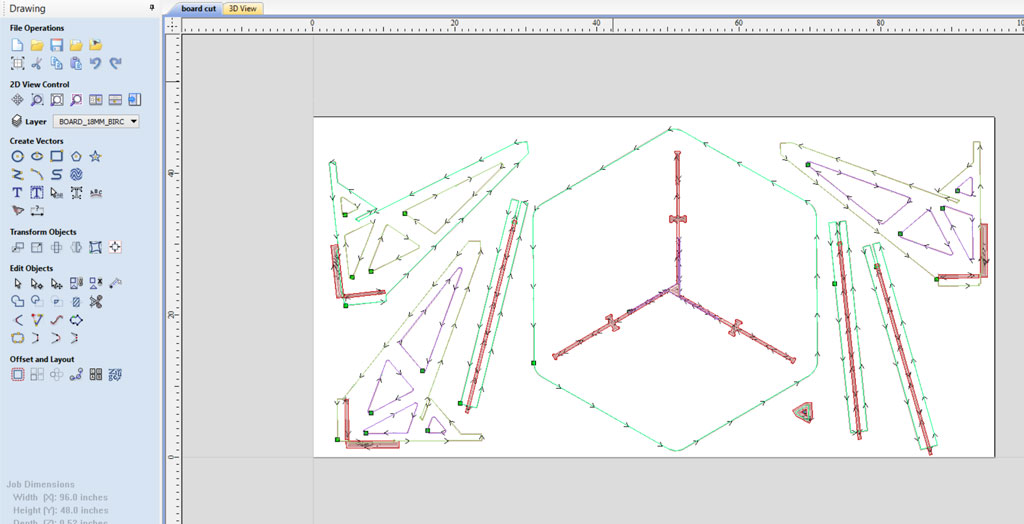 Drawing
board cut
3D View
File Operations
2D View Control
Layer
BOARD_18MM_BIRC
Create Vectors
Transform Objects
Edit Objects
Offset and Layout
Job Dimensions
Width (X): 96.0 inches
Height (Y): 48.0 inches
Depth (Z): 0.52 inches
0
20
40
60
80
100
40
20
0